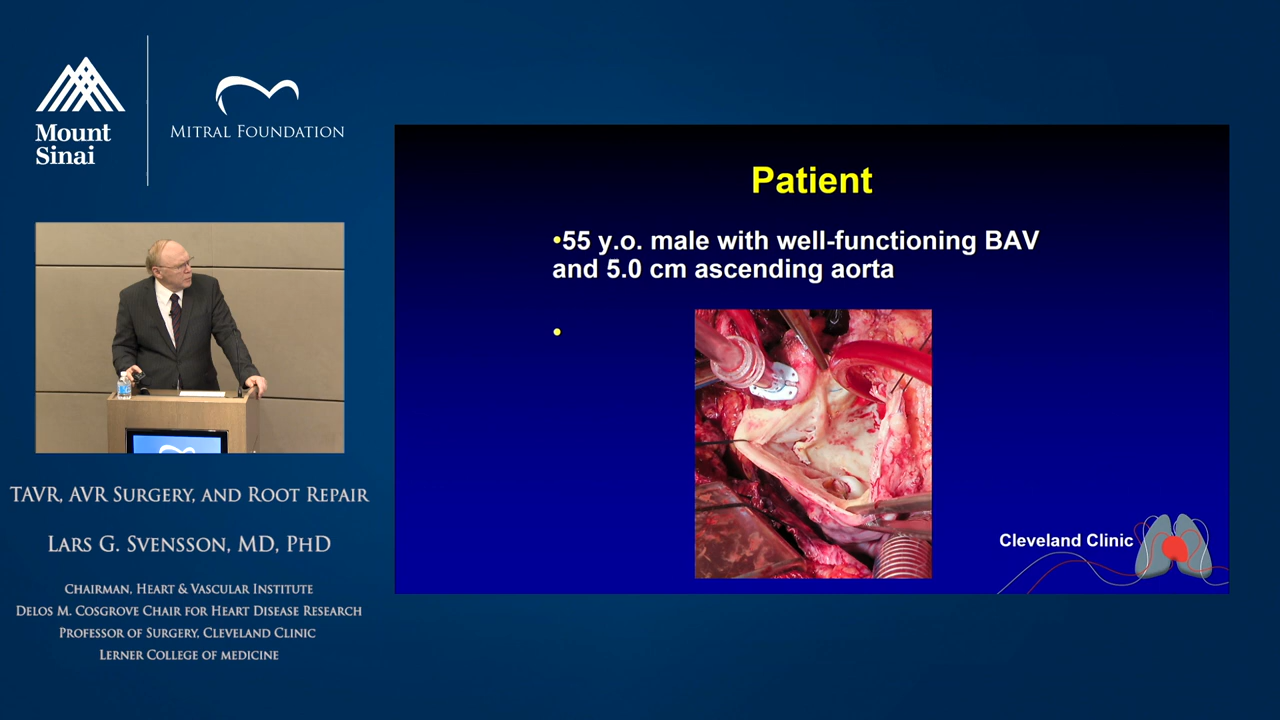 Mount
Sinai
Mitral Foundation
TAVR, AVR Surgery, and Root Repair
Lars G. Svensson, MD, PhD
Chairman, Heart & Vascular Institute
Delos M. Cosgrove Chair for Heart Disease Research
Professor of Surgery, Cleveland Clinic
Lerner College of medicine
Patient
•55 y.o. male with well-functioning BAV
and 5.0 cm ascending aorta
•
Cleveland Clinic